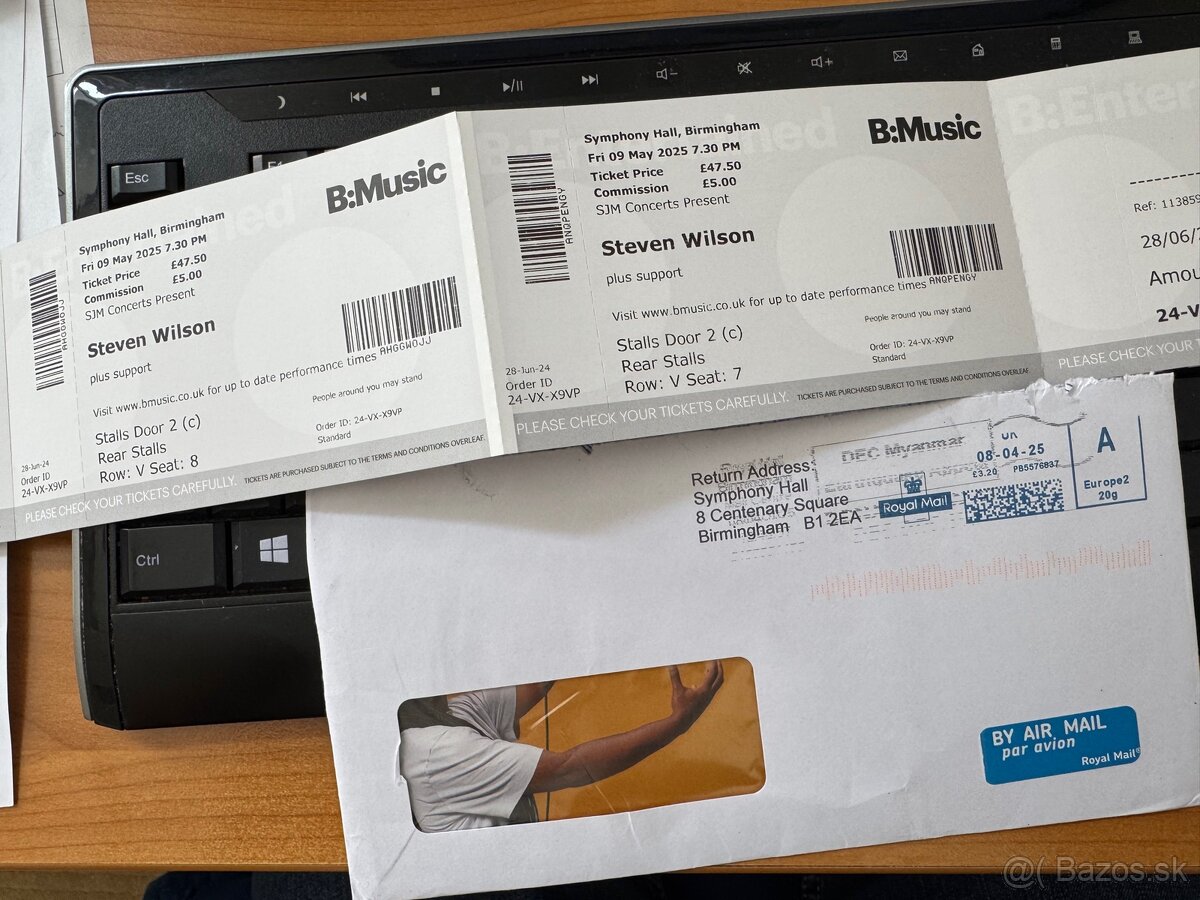 Esc
F1
B:Music
Symphony Hall, Birmingham
Fri 09 May 2025 7.30 PM
Ticket Price £47.50
Commission £5.00
SJM Concerts Present
Steven Wilson
plus support
AHGGWOJJ
AHGGWOJJ
Visit www.bmusic.co.uk for up to date performance times
People around you may stand
Stalls Door 2 (c)
Rear Stalls
Row: V Seat: 8
Order ID: 24-VX-X9VP
Standard
28-Jun-24
Order ID
24-VX-X9VP
PLEASE CHECK YOUR TICKETS CAREFULLY. TICKETS ARE PURCHASED SUBJECT TO THE TERMS AND CONDITIONS OVERLEAF.
B:Music
Symphony Hall, Birmingham
Fri 09 May 2025 7.30 PM
Ticket Price £47.50
Commission £5.00
SJM Concerts Present
Steven Wilson
plus support
ANQPENGY
ANQPENGY
Visit www.bmusic.co.uk for up to date performance times
People around you may stand
Stalls Door 2 (c)
Rear Stalls
Row: V Seat: 7
Order ID: 24-VX-X9VP
Standard
28-Jun-24
Order ID
24-VX-X9VP
PLEASE CHECK YOUR TICKETS CAREFULLY. TICKETS ARE PURCHASED SUBJECT TO THE TERMS AND CONDITIONS OVERLEAF.
B:Enter
Ref: 113859
28/06/
Amou
24-V
PLEASE CHECK YOUR T
Ctrl
Return Address:
Symphony Hall
8 Centenary Square
Birmingham B1 2EA
DEC Myanmar
Royal Mail
UK
08-04-25
£3.20 PB5576837
A
Europe2
20g
BY AIR MAIL
par avion
Royal Mail®
@( Bazos.sk